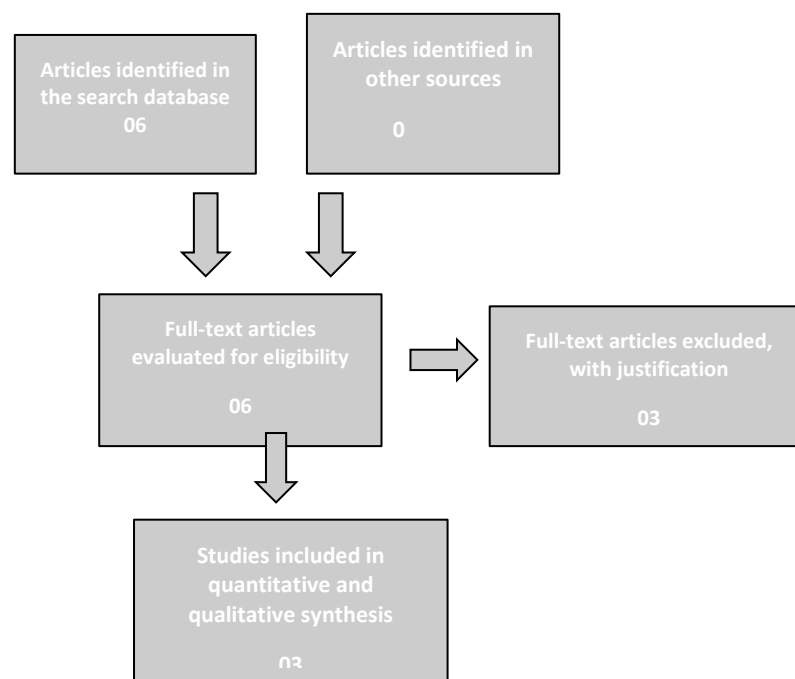 Articles identified in
the search database
06
Articles identified in
other sources
0
Full-text articles
evaluated for eligibility
06
Full-text articles excluded,
with justification
03
Studies included in
quantitative and
qualitative synthesis
03